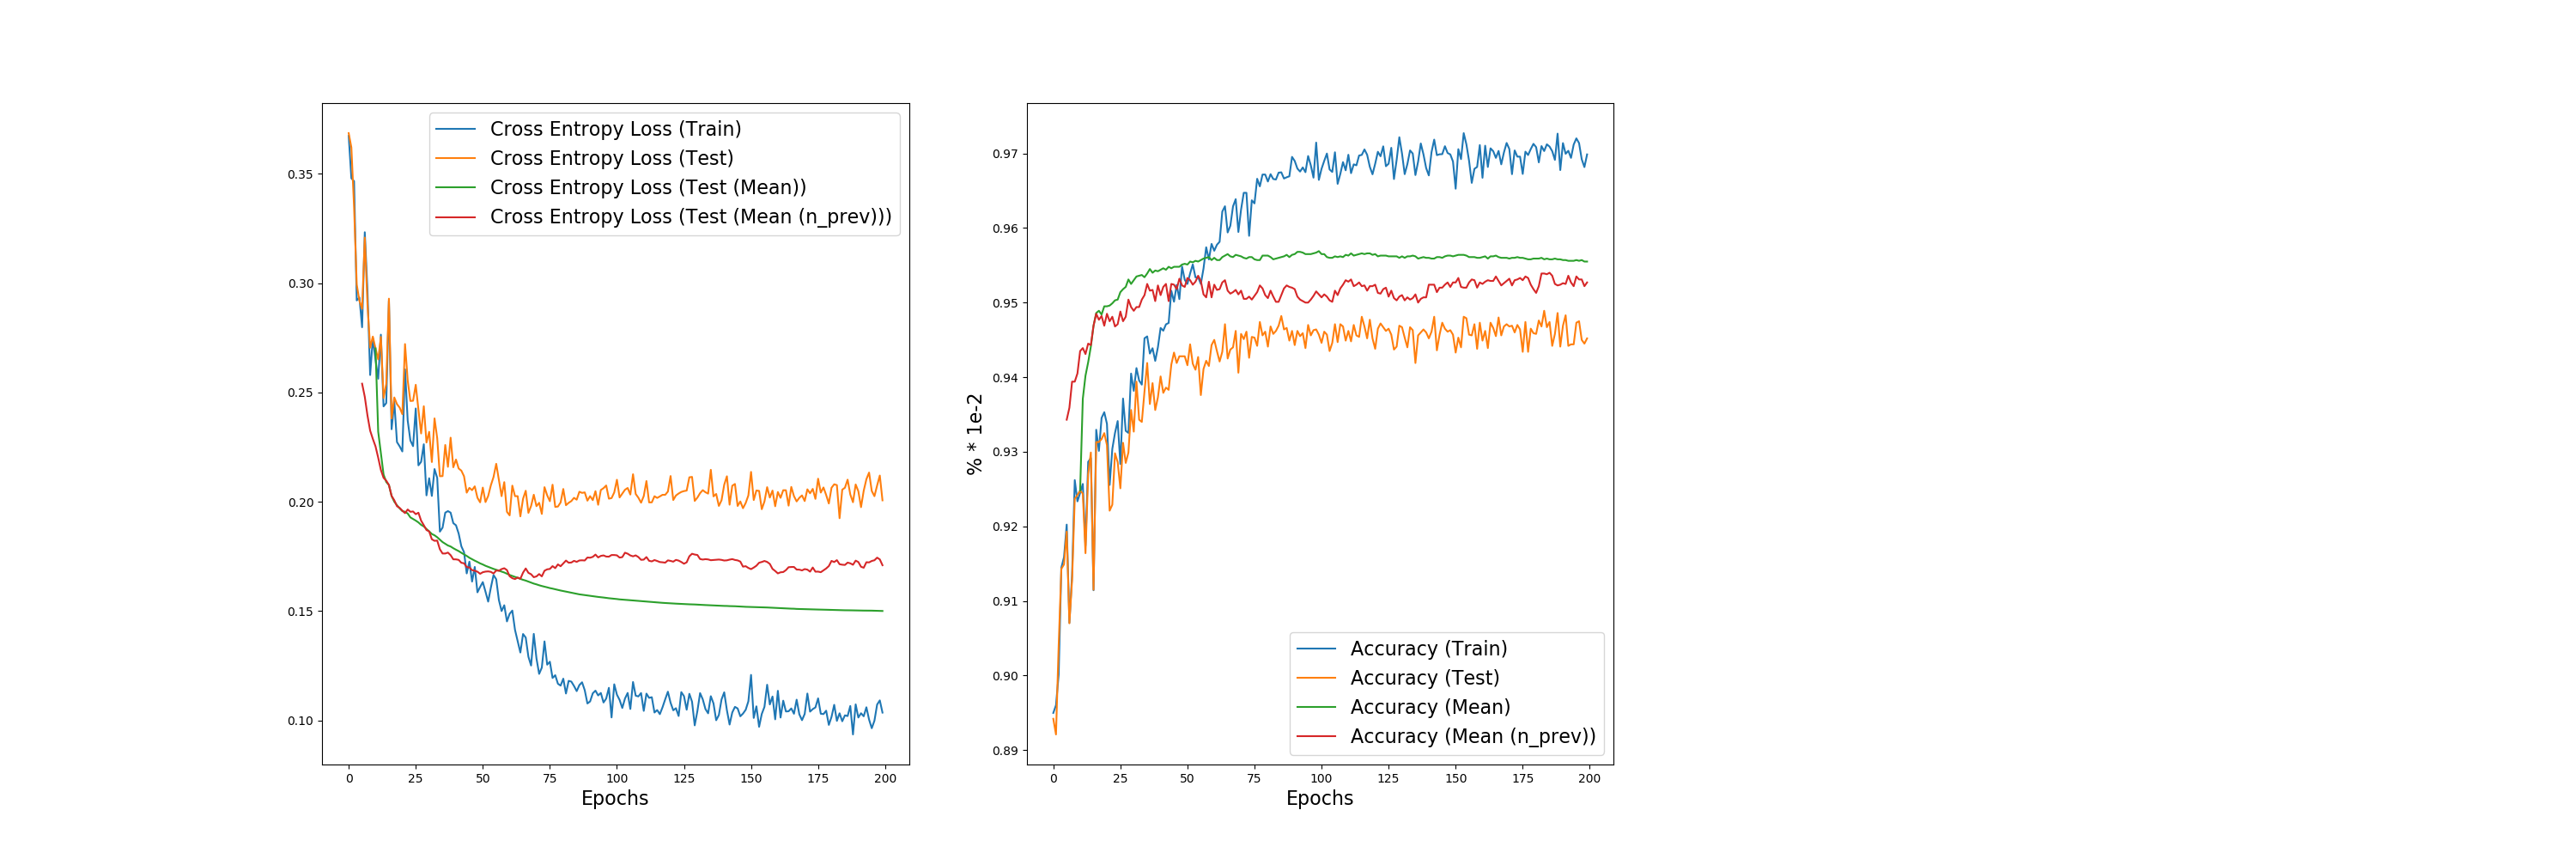 Cross Entropy Loss (Train)
Cross Entropy Loss (Test)
Cross Entropy Loss (Test (Mean))
Cross Entropy Loss (Test (Mean (n_prev)))
0.35
0.30
0.25
0.20
0.15
0.10
0 25 50 75 100 125 150 175 200
Epochs
% * 1e-2
0.97
0.96
0.95
0.94
0.93
0.92
0.91
0.90
0.89
Accuracy (Train)
Accuracy (Test)
Accuracy (Mean)
Accuracy (Mean (n_prev))
0 25 50 75 100 125 150 175 200
Epochs